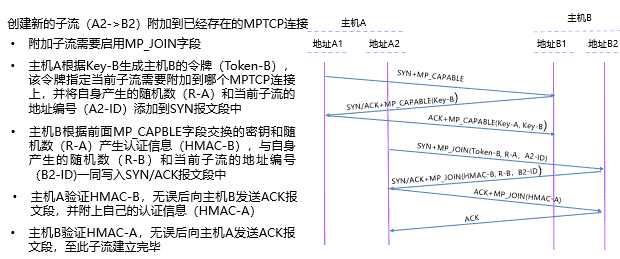 创建新的子流（A2->B2）附加到已经存在的MPTCP连接
• 附加子流需要启用MP_JOIN字段
• 主机A根据Key-B生成主机B的令牌（Token-B），
该令牌指定当前子流需要附加到哪个MPTCP连接
上，并将自身产生的随机数（R-A）和当前子流的
地址编号（A2-ID）添加到SYN报文段中
• 主机B根据前面MP_CAPBLE字段交换的密钥和随
机数（R-A）产生认证信息（HMAC-B），与自身
产生的随机数（R-B）和当前子流的地址编号
（B2-ID)一同写入SYN/ACK报文段中
• 主机A验证HMAC-B，无误后向主机B发送ACK报
文段，并附上自己的认证信息（HMAC-A）
• 主机B验证HMAC-A，无误后向主机A发送ACK报
文段，至此子流建立完毕
主机A
主机B
地址A1
地址A2
地址B1
地址B2
SYN+MP_CAPABLE
SYN/ACK+MP_CAPABLE(Key-B)
ACK+MP_CAPABLE(Key-A, Key-B)
SYN+MP_JOIN(Token-B, R-A，A2-ID)
SYN/ACK+MP_JOIN(HMAC-B, R-B，B2-ID)
ACK+MP_JOIN(HMAC-A)
ACK